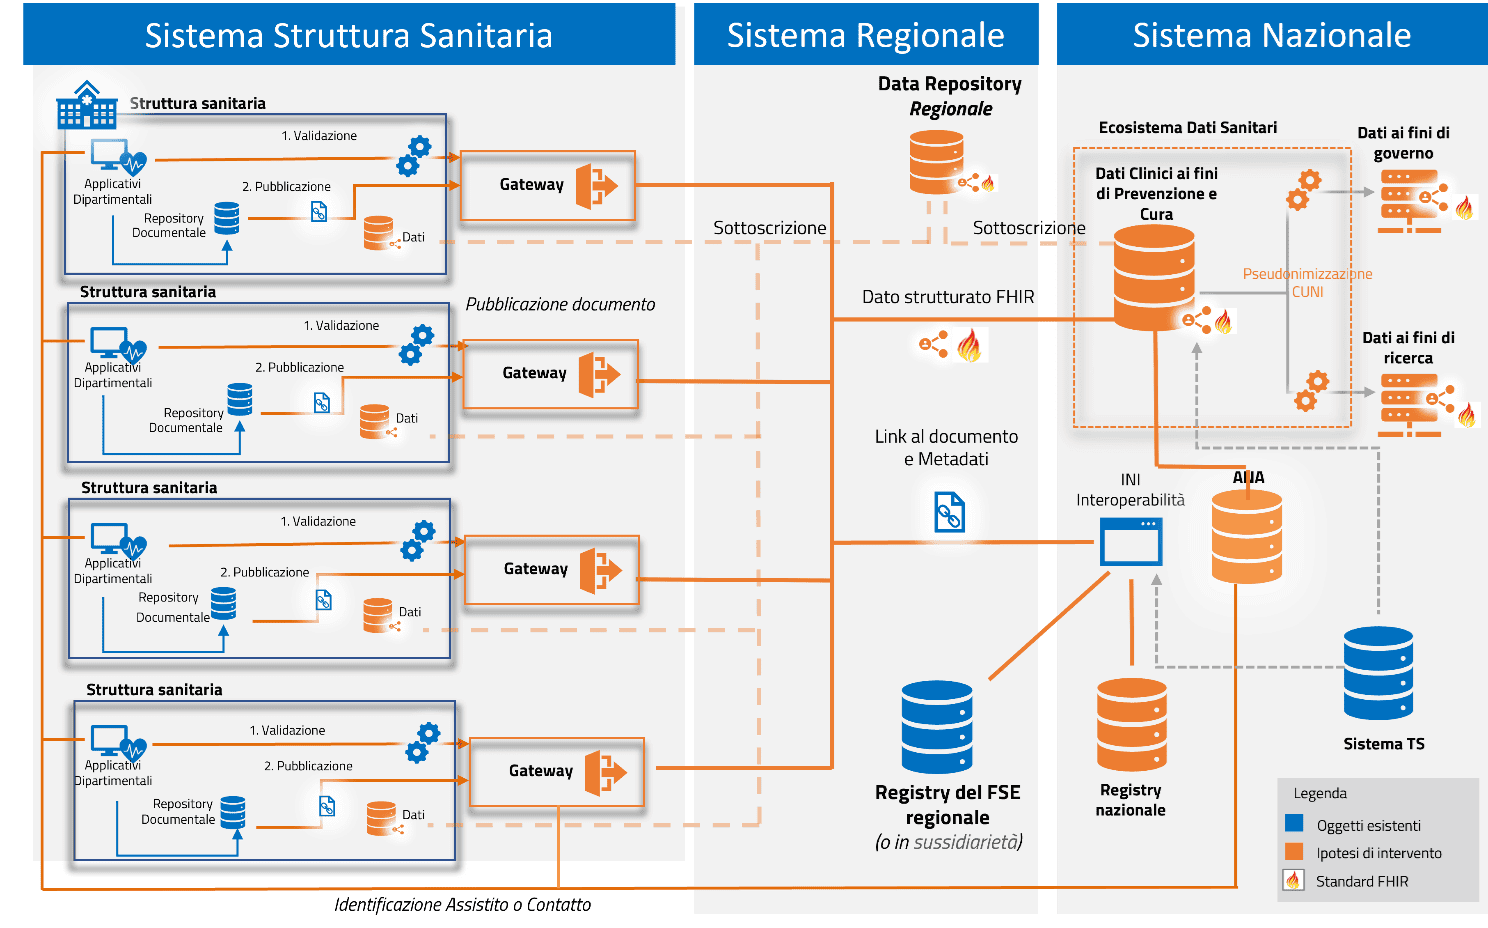 Sistema Struttura Sanitaria
Sistema Regionale
Sistema Nazionale
Struttura sanitaria
1. Validazione
Applicativi
Dipartimentali
2. Pubblicazione
Repository
Documentale
Dati
Gateway
Struttura sanitaria
Pubblicazione documento
1. Validazione
Applicativi
Dipartimentali
2. Pubblicazione
Repository
Documentale
Dati
Gateway
Struttura sanitaria
1. Validazione
Applicativi
Dipartimentali
2. Pubblicazione
Repository
Documentale
Dati
Gateway
Struttura sanitaria
1. Validazione
Applicativi
Dipartimentali
2. Pubblicazione
Repository
Documentale
Dati
Gateway
Identificazione Assistito o Contatto
Data Repository
Regionale
Sottoscrizione
Sottoscrizione
Dato strutturato FHIR
Link al documento
e Metadati
Registry del FSE
regionale
(o in sussidiarietà)
Ecosistema Dati Sanitari
Dati Clinici ai fini
di Prevenzione e
Cura
Pseudonimizzazione
CUNI
Dati ai fini di
governo
Dati ai fini di
ricerca
INI
Interoperabilità
ANA
Registry
nazionale
Sistema TS
Legenda
Oggetti esistenti
Ipotesi di intervento
Standard FHIR